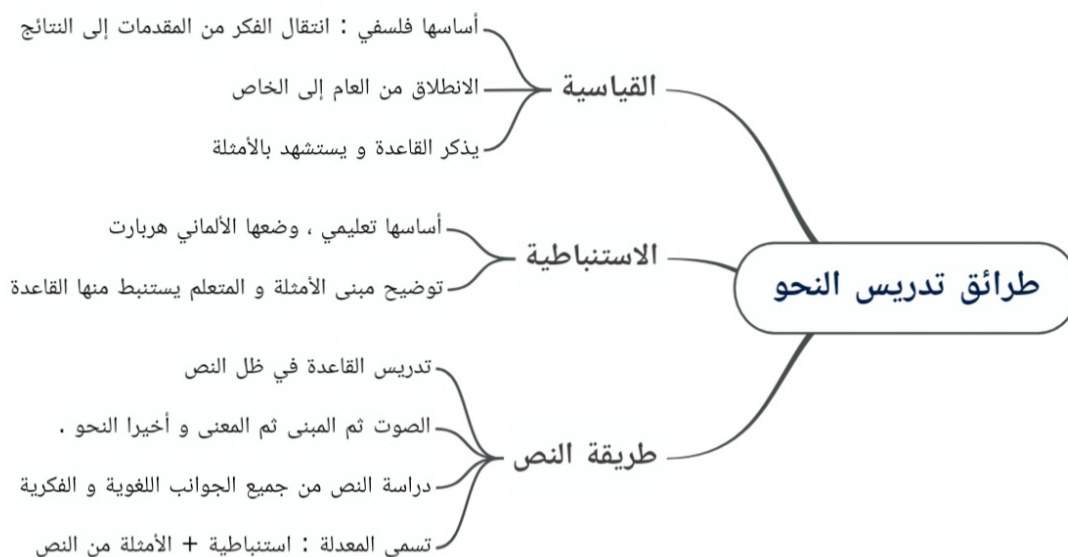 طرائق تدريس النحو
القياسية
أساسها فلسفي : انتقال الفكر من المقدمات إلى النتائج
الانطلاق من العام إلى الخاص
يذكر القاعدة و يستشهد بالأمثلة
الاستنباطية
أساسها تعليمي ، وضعها الألماني هربارت
توضيح مبنى الأمثلة و المتعلم يستنبط منها القاعدة
طريقة النص
تدريس القاعدة في ظل النص
الصوت ثم المبنى ثم المعنى و أخيرا النحو .
دراسة النص من جميع الجوانب اللغوية و الفكرية
تسمى المعدلة : استنباطية + الأمثلة من النص